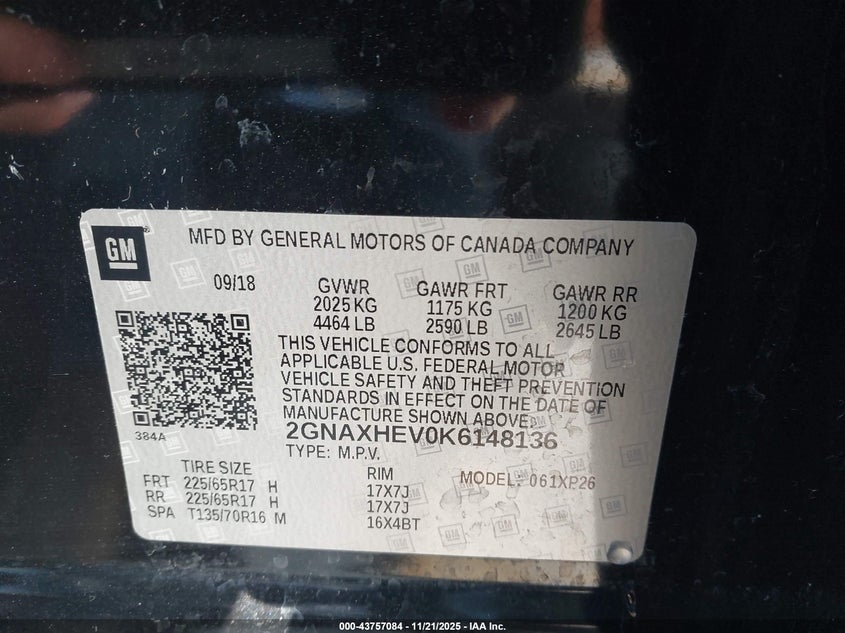 GM
MFD BY GENERAL MOTORS OF CANADA COMPANY
09/18 GVWR GAWR FRT GAWR RR
2025 KG 1175 KG 1200 KG
4464 LB 2590 LB 2645 LB
THIS VEHICLE CONFORMS TO ALL
APPLICABLE U.S. FEDERAL MOTOR
VEHICLE SAFETY AND THEFT PREVENTION
STANDARDS IN EFFECT ON THE DATE OF
MANUFACTURE SHOWN ABOVE.
384A
2GNAXHEV0K6148136
TYPE: M.P.V.
TIRE SIZE RIM MODEL: 061XP26
FRT 225/65R17 H 17X7J
RR 225/65R17 H 17X7J
SPA T135/70R16 M 16X4BT
000-43757084 - 11/21/2025 - IAA Inc.